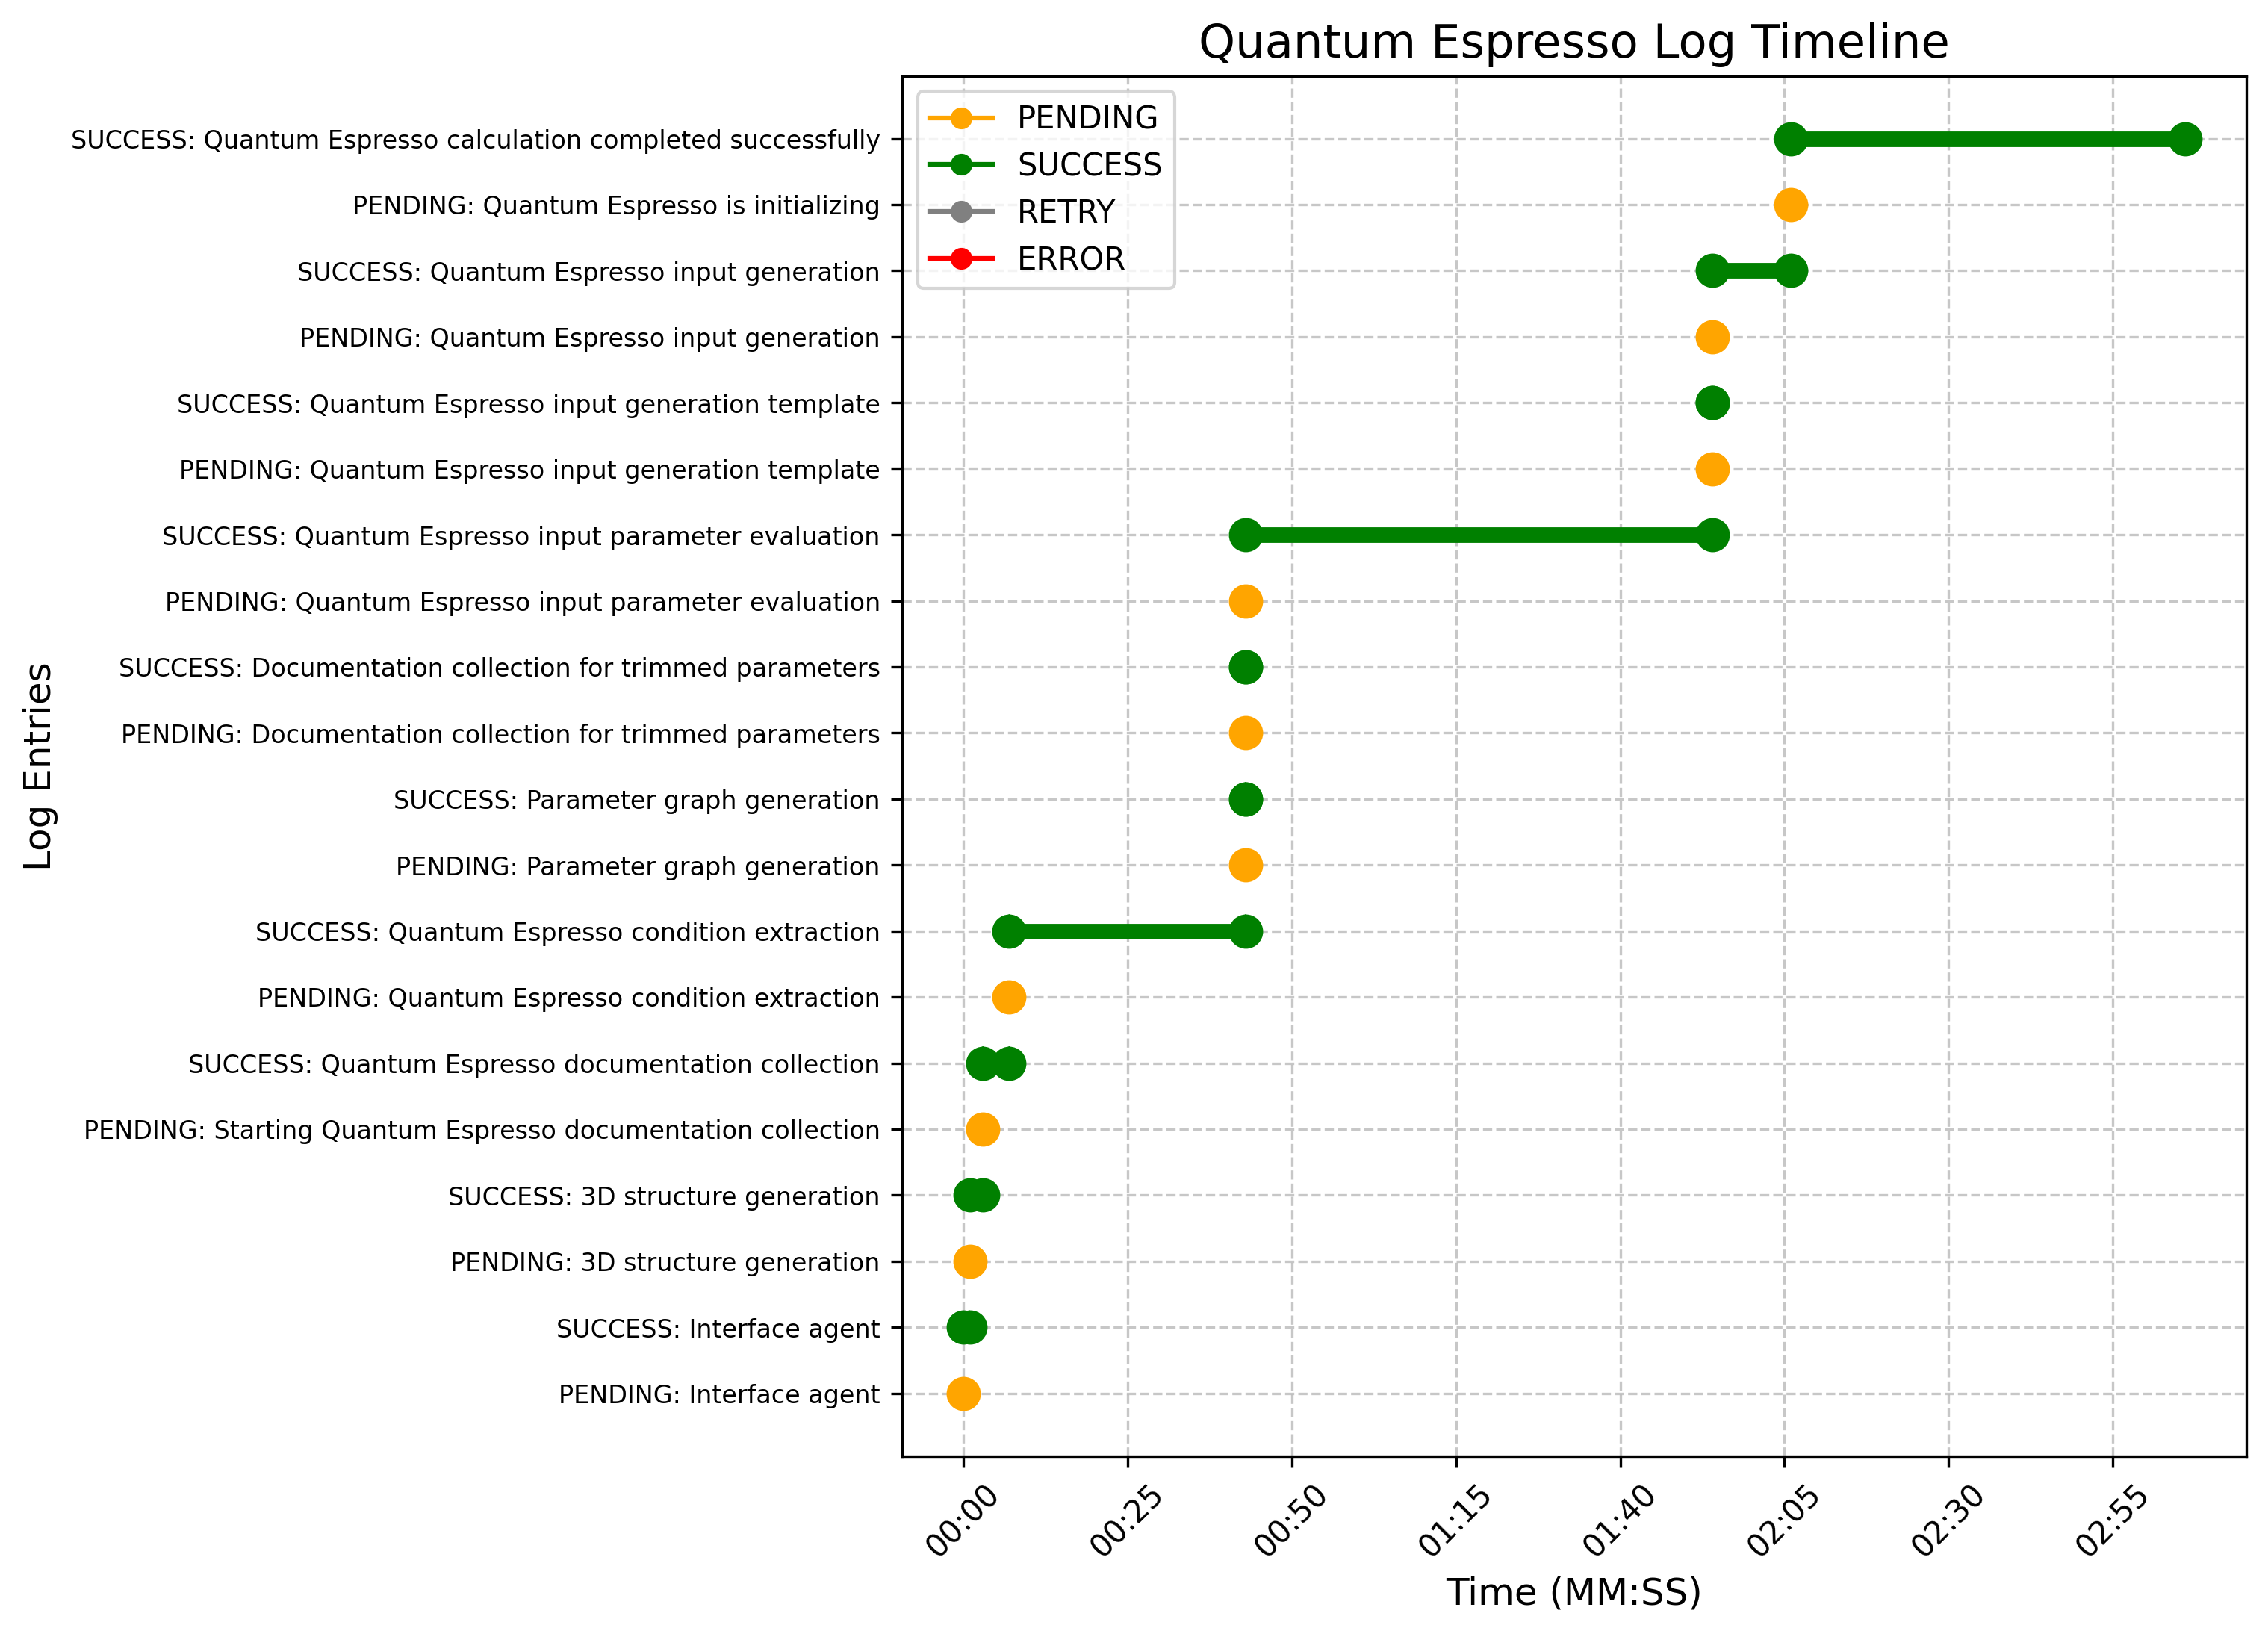 Quantum Espresso Log Timeline
PENDING
SUCCESS
RETRY
ERROR
SUCCESS: Quantum Espresso calculation completed successfully
PENDING: Quantum Espresso is initializing
SUCCESS: Quantum Espresso input generation
PENDING: Quantum Espresso input generation
SUCCESS: Quantum Espresso input generation template
PENDING: Quantum Espresso input generation template
SUCCESS: Quantum Espresso input parameter evaluation
PENDING: Quantum Espresso input parameter evaluation
SUCCESS: Documentation collection for trimmed parameters
PENDING: Documentation collection for trimmed parameters
SUCCESS: Parameter graph generation
PENDING: Parameter graph generation
SUCCESS: Quantum Espresso condition extraction
PENDING: Quantum Espresso condition extraction
SUCCESS: Quantum Espresso documentation collection
PENDING: Starting Quantum Espresso documentation collection
SUCCESS: 3D structure generation
PENDING: 3D structure generation
SUCCESS: Interface agent
PENDING: Interface agent
Log Entries
00:00
00:25
00:50
01:15
01:40
02:05
02:30
02:55
Time (MM:SS)